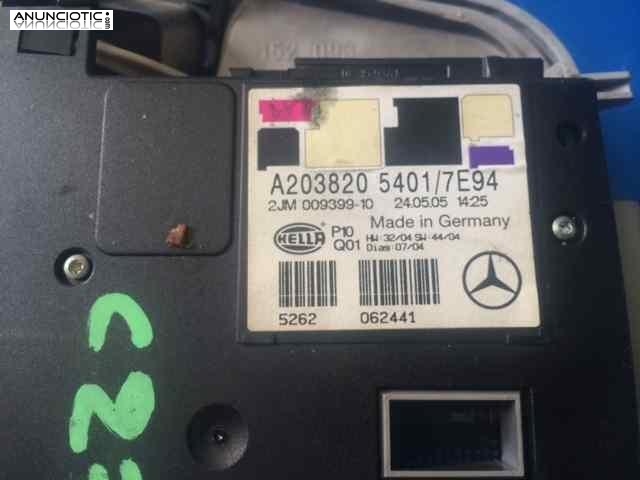 ANUNCIOTIC
A203820 5401/7E94
2JM 009399-10 24.05.05 14:25
Made in Germany
HELLA P10 HW:32/04 SW:44/04
Q01 Dias:07/04
5262 062441